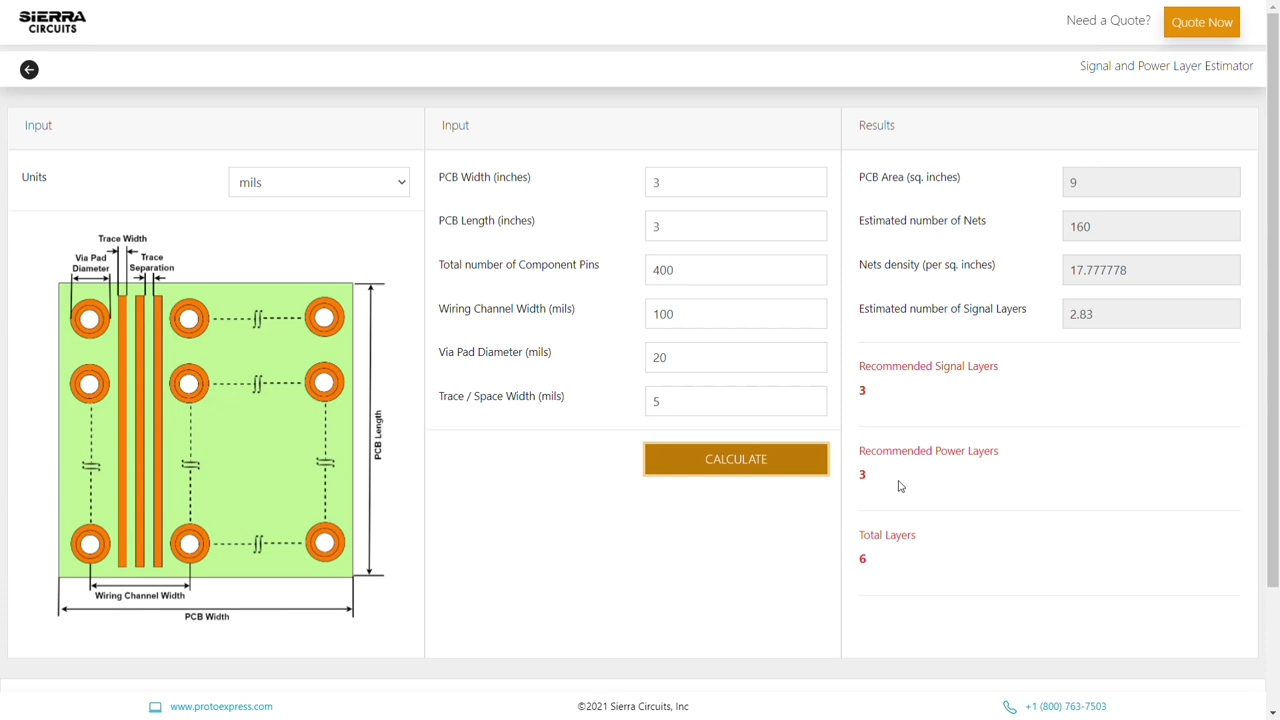 SIERRA
CIRCUITS
Need a Quote?
Quote Now
Signal and Power Layer Estimator
Input
Units
mils
Trace Width
Via Pad
Diameter
Trace
Separation
PCB Length
Wiring Channel Width
PCB Width
Input
PCB Width (inches)
3
PCB Length (inches)
3
Total number of Component Pins
400
Wiring Channel Width (mils)
100
Via Pad Diameter (mils)
20
Trace / Space Width (mils)
5
CALCULATE
Results
PCB Area (sq. inches)
9
Estimated number of Nets
160
Nets density (per sq. inches)
17.777778
Estimated number of Signal Layers
2.83
Recommended Signal Layers
3
Recommended Power Layers
3
Total Layers
6
www.protoexpress.com
©2021 Sierra Circuits, Inc
+1 (800) 763-7503